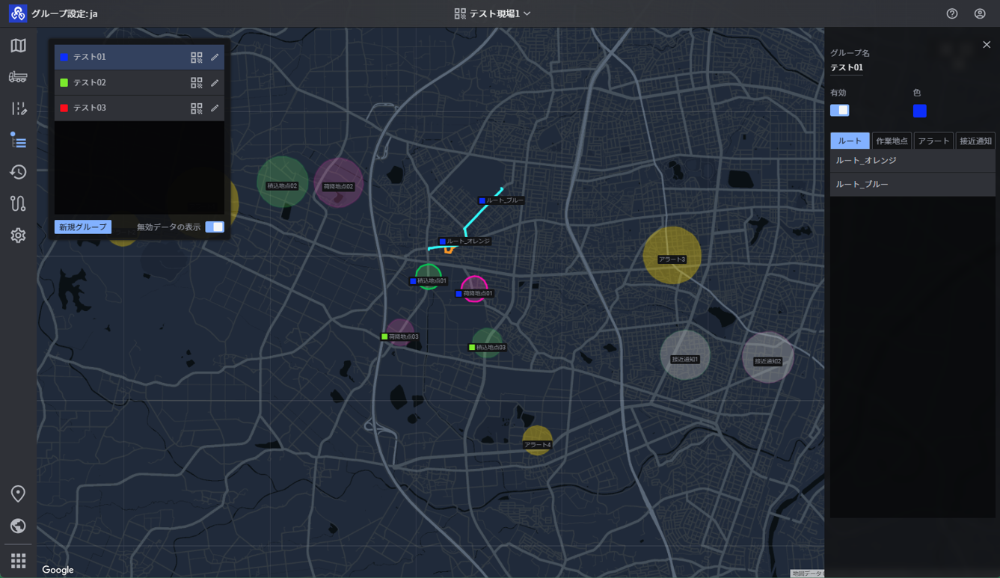 グループ設定: ja
テスト現場1
テスト01
テスト02
テスト03
新規グループ
無効データの表示
積込地点02
荷降地点02
ルート_ブルー
ルート_オレンジ
積込地点01
荷降地点01
アラート3
荷降地点03
積込地点03
接近通知1
接近通知2
アラート4
グループ名
テスト01
有効
色
ルート
作業地点
アラート
接近通知
ルート_オレンジ
ルート_ブルー
Google
地図データ